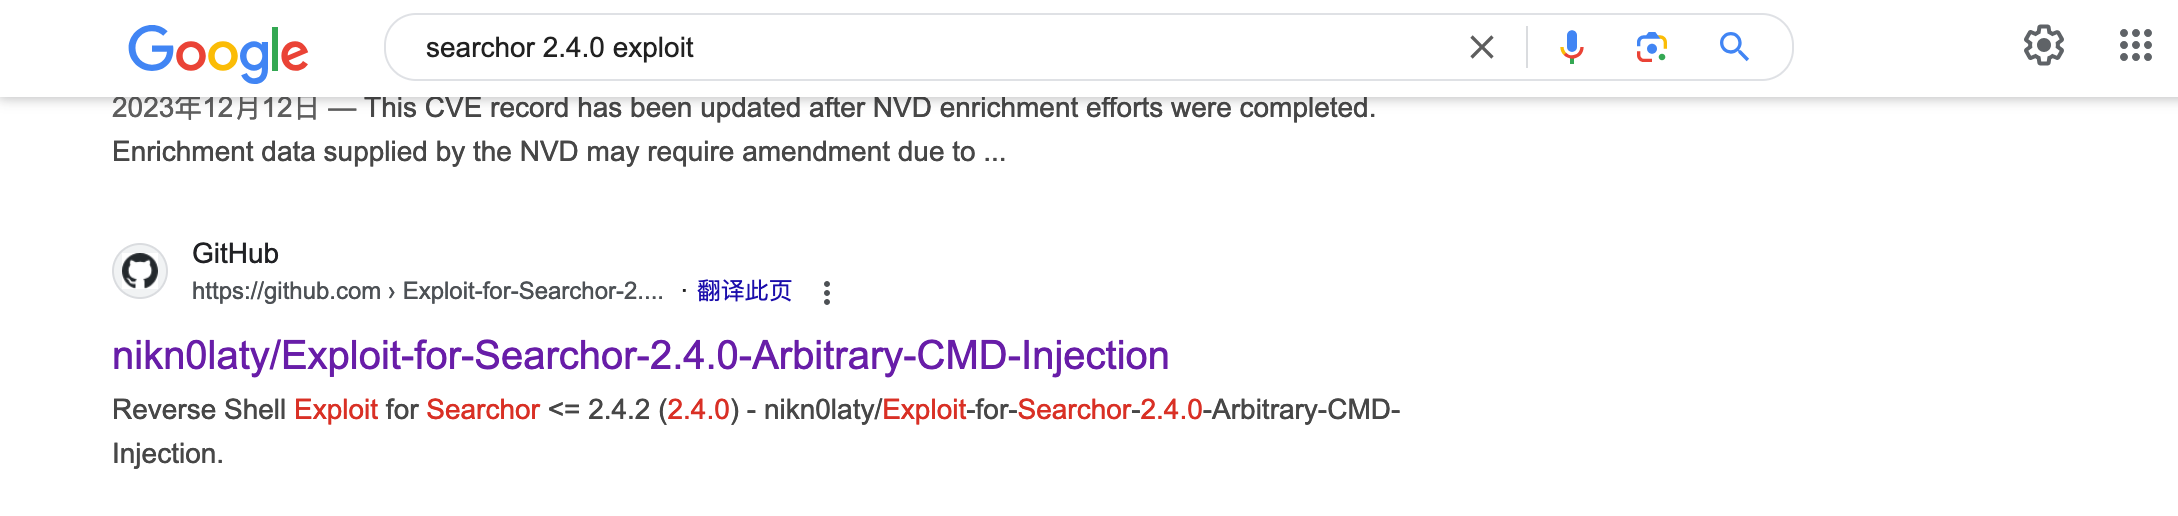 Google
searchor 2.4.0 exploit
2023年12月12日 — This CVE record has been updated after NVD enrichment efforts were completed.
Enrichment data supplied by the NVD may require amendment due to ...
GitHub
https://github.com › Exploit-for-Searchor-2.... · 翻译此页
nikn0laty/Exploit-for-Searchor-2.4.0-Arbitrary-CMD-Injection
Reverse Shell Exploit for Searchor <= 2.4.2 (2.4.0) - nikn0laty/Exploit-for-Searchor-2.4.0-Arbitrary-CMD-
Injection.